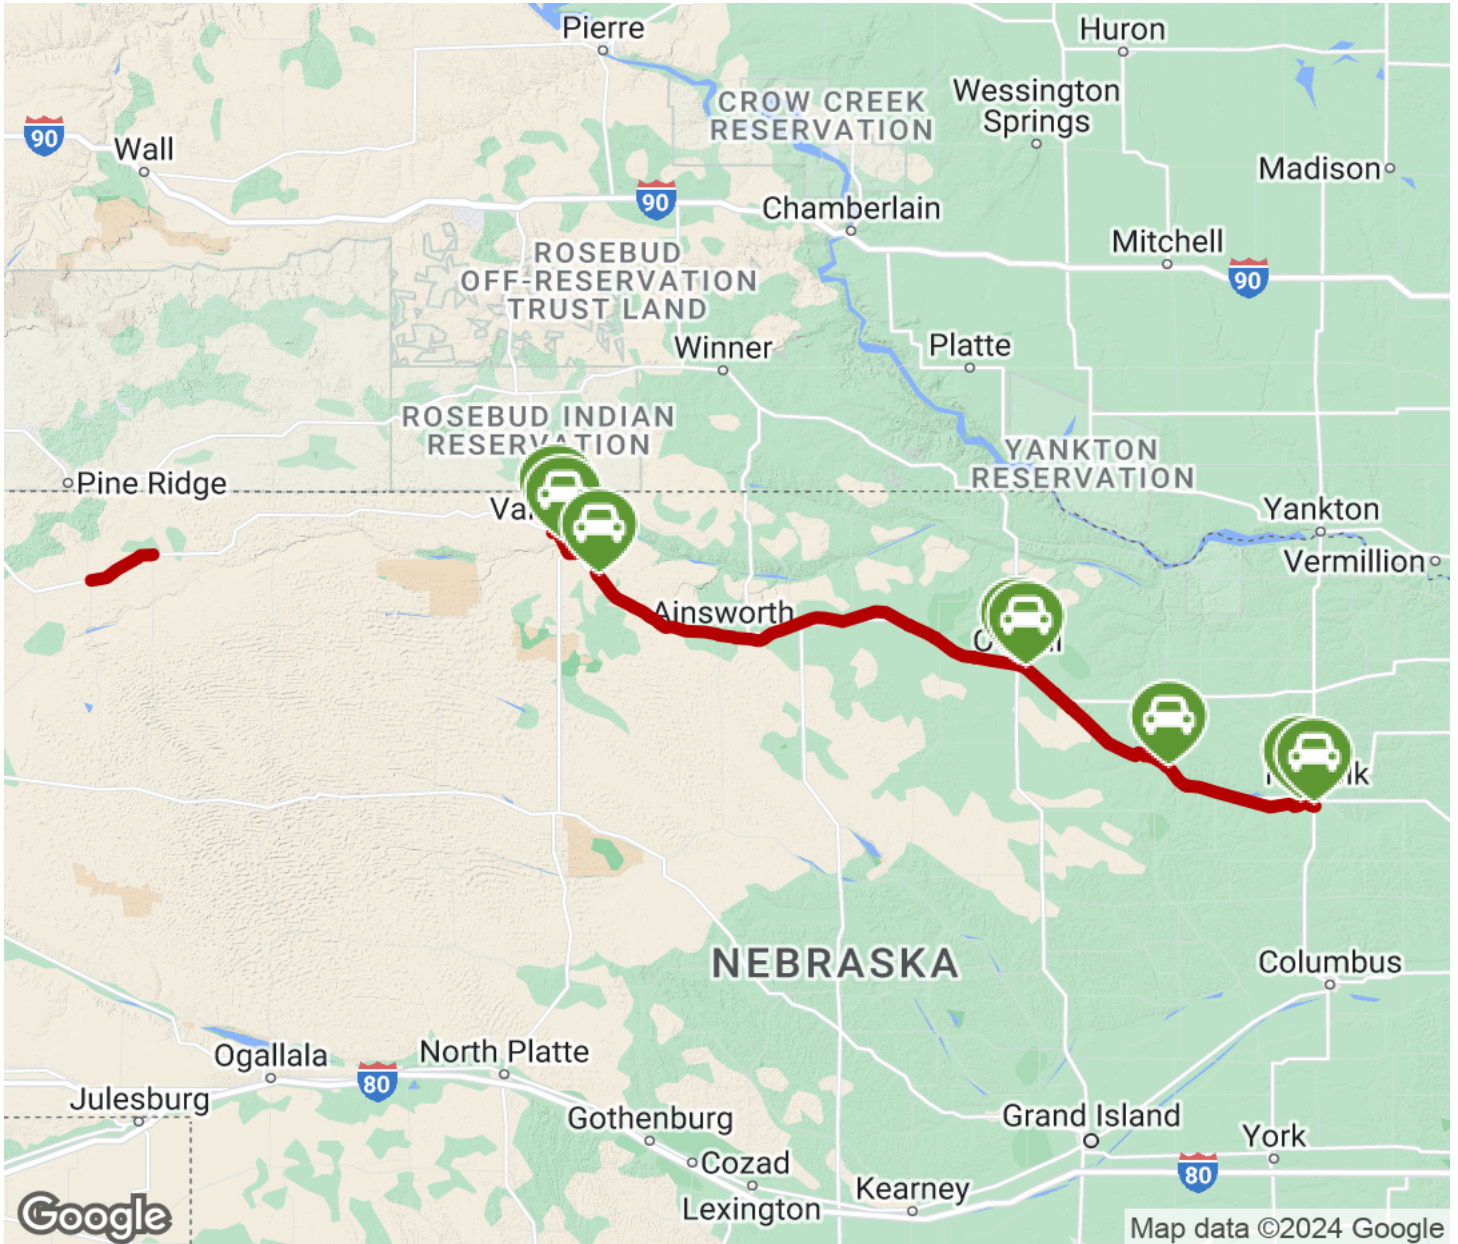 Pierre
Huron
CROW CREEK
RESERVATION
Wessington
Springs
90
Wall
Madison
90
Chamberlain
Mitchell
90
ROSEBUD
OFF-RESERVATION
TRUST LAND
Winner
Platte
ROSEBUD INDIAN
RESERVATION
YANKTON
RESERVATION
Pine Ridge
Yankton
Vermillion
Ainsworth
NEBRASKA
Columbus
Ogallala
North Platte
80
Julesburg
Gothenburg
Grand Island
York
Cozad
80
Kearney
Lexington
Google
Map data ©2024 Google